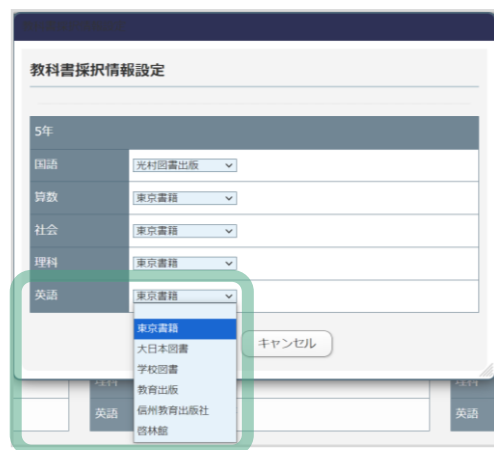 教科書採択情報設定
5年
国語 光村図書出版
算数 東京書籍
社会 東京書籍
理科 東京書籍
英語 東京書籍
東京書籍
大日本図書
キャンセル
学校図書
教育出版
英語 信州教育出版社 英語
啓林館